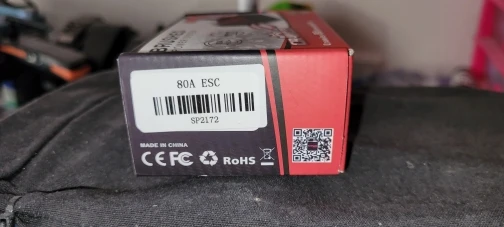 80A ESC
SP2172
MADE IN CHINA
CE FC RoHS